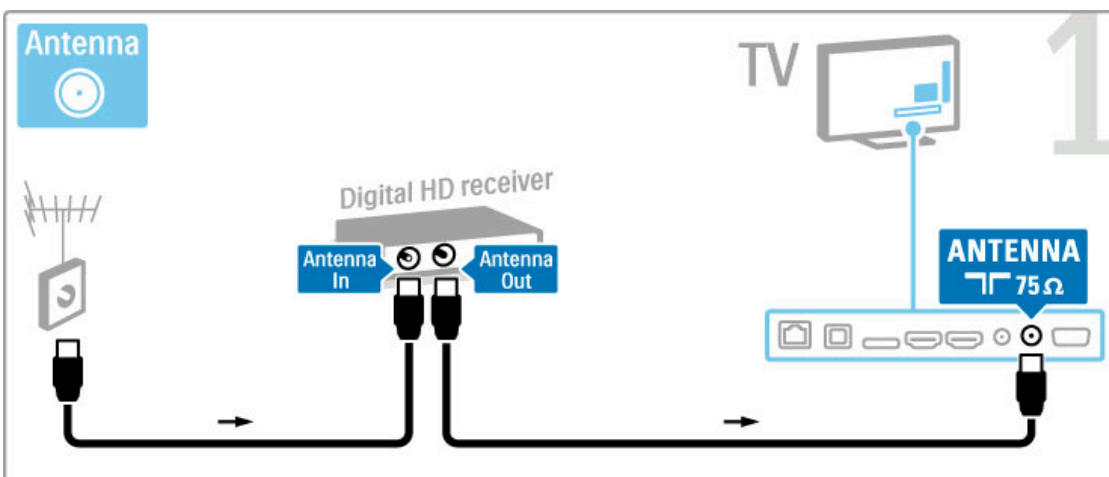 Antenna
TV
1
Digital HD receiver
Antenna
In
Antenna
Out
ANTENNA
75 Ω